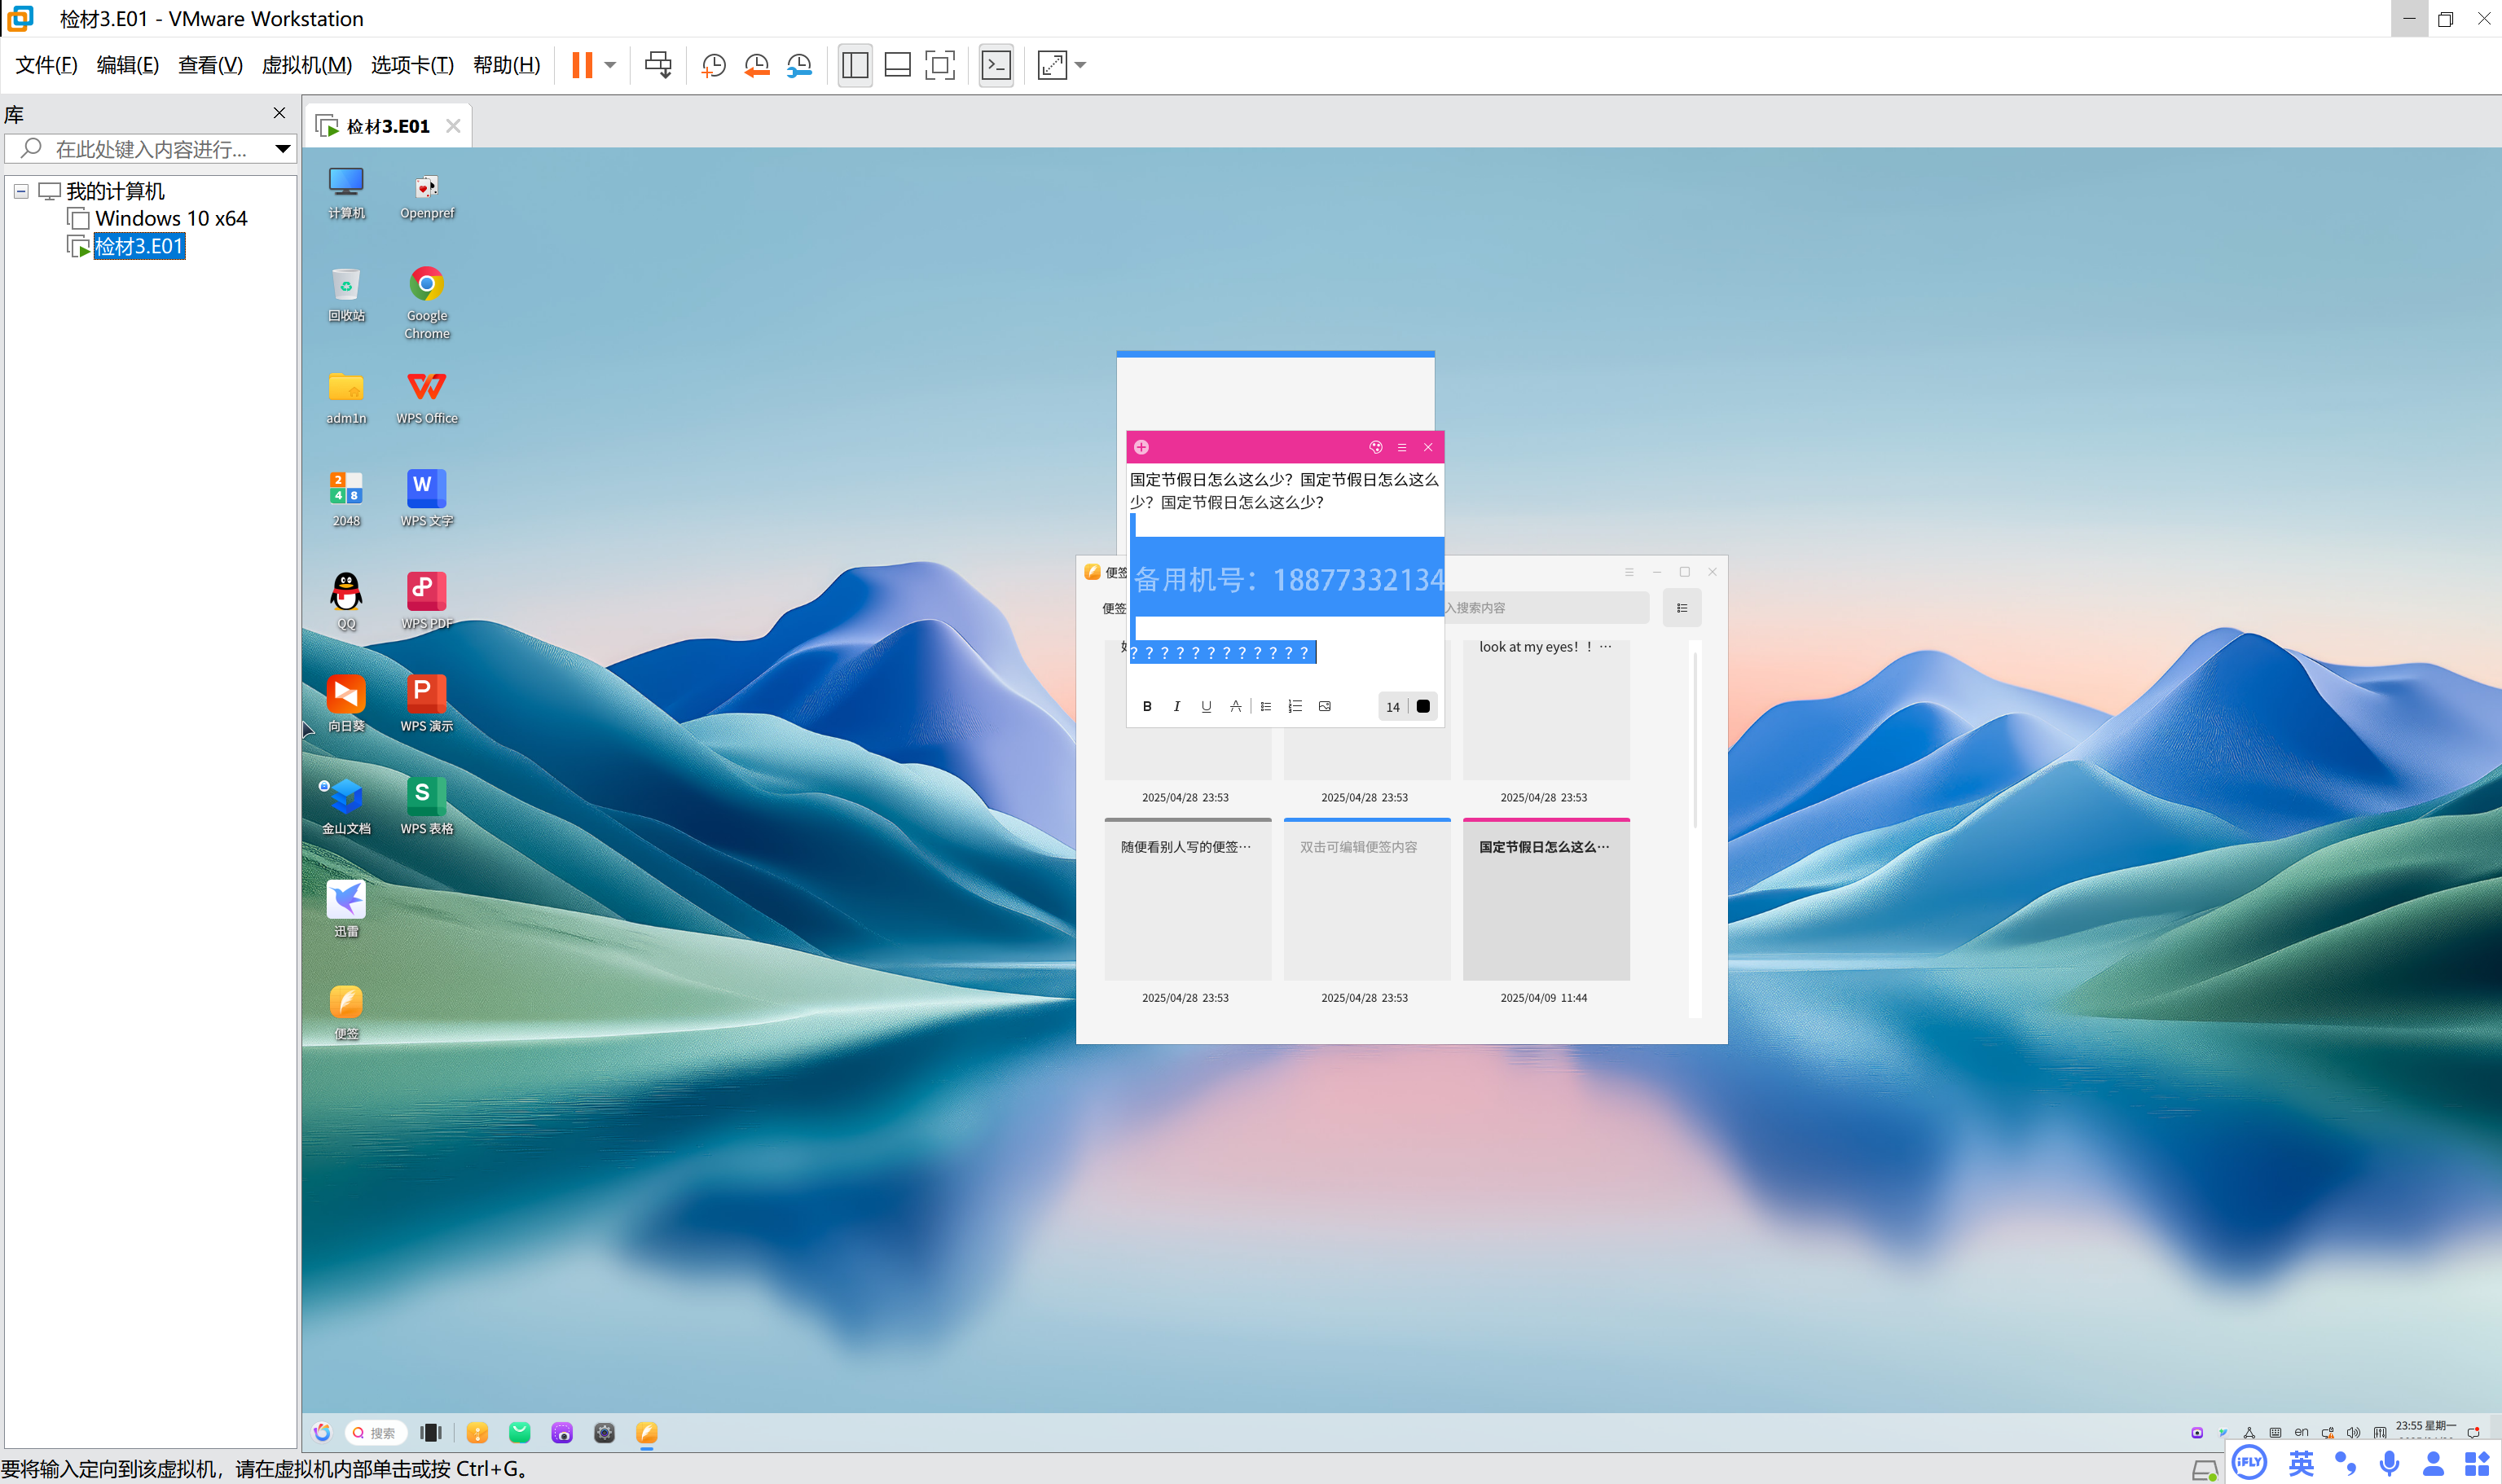 检材3.E01 - VMware Workstation
文件(F) 编辑(E) 查看(V) 虚拟机(M) 选项卡(T) 帮助(H)
库
在此处键入内容进行...
我的计算机
Windows 10 x64
检材3.E01
检材3.E01
计算机
Openpref
回收站
Google Chrome
adm1n
WPS Office
2048
WPS 文字
QQ
WPS PDF
向日葵
WPS 演示
金山文档
WPS 表格
迅雷
便签
国定节假日怎么这么少？国定节假日怎么这么
少？国定节假日怎么这么少？
备用机号：18877332134
？？？？？？？？？？？？
B I U A 14
便签
便签
入搜索内容
look at my eyes！！…
2025/04/28 23:53
2025/04/28 23:53
2025/04/28 23:53
随便看别人写的便签…
双击可编辑便签内容
国定节假日怎么这么…
2025/04/28 23:53
2025/04/28 23:53
2025/04/09 11:44
搜索
en
23:55 星期一
要将输入定向到该虚拟机，请在虚拟机内部单击或按 Ctrl+G。
iFLY
英